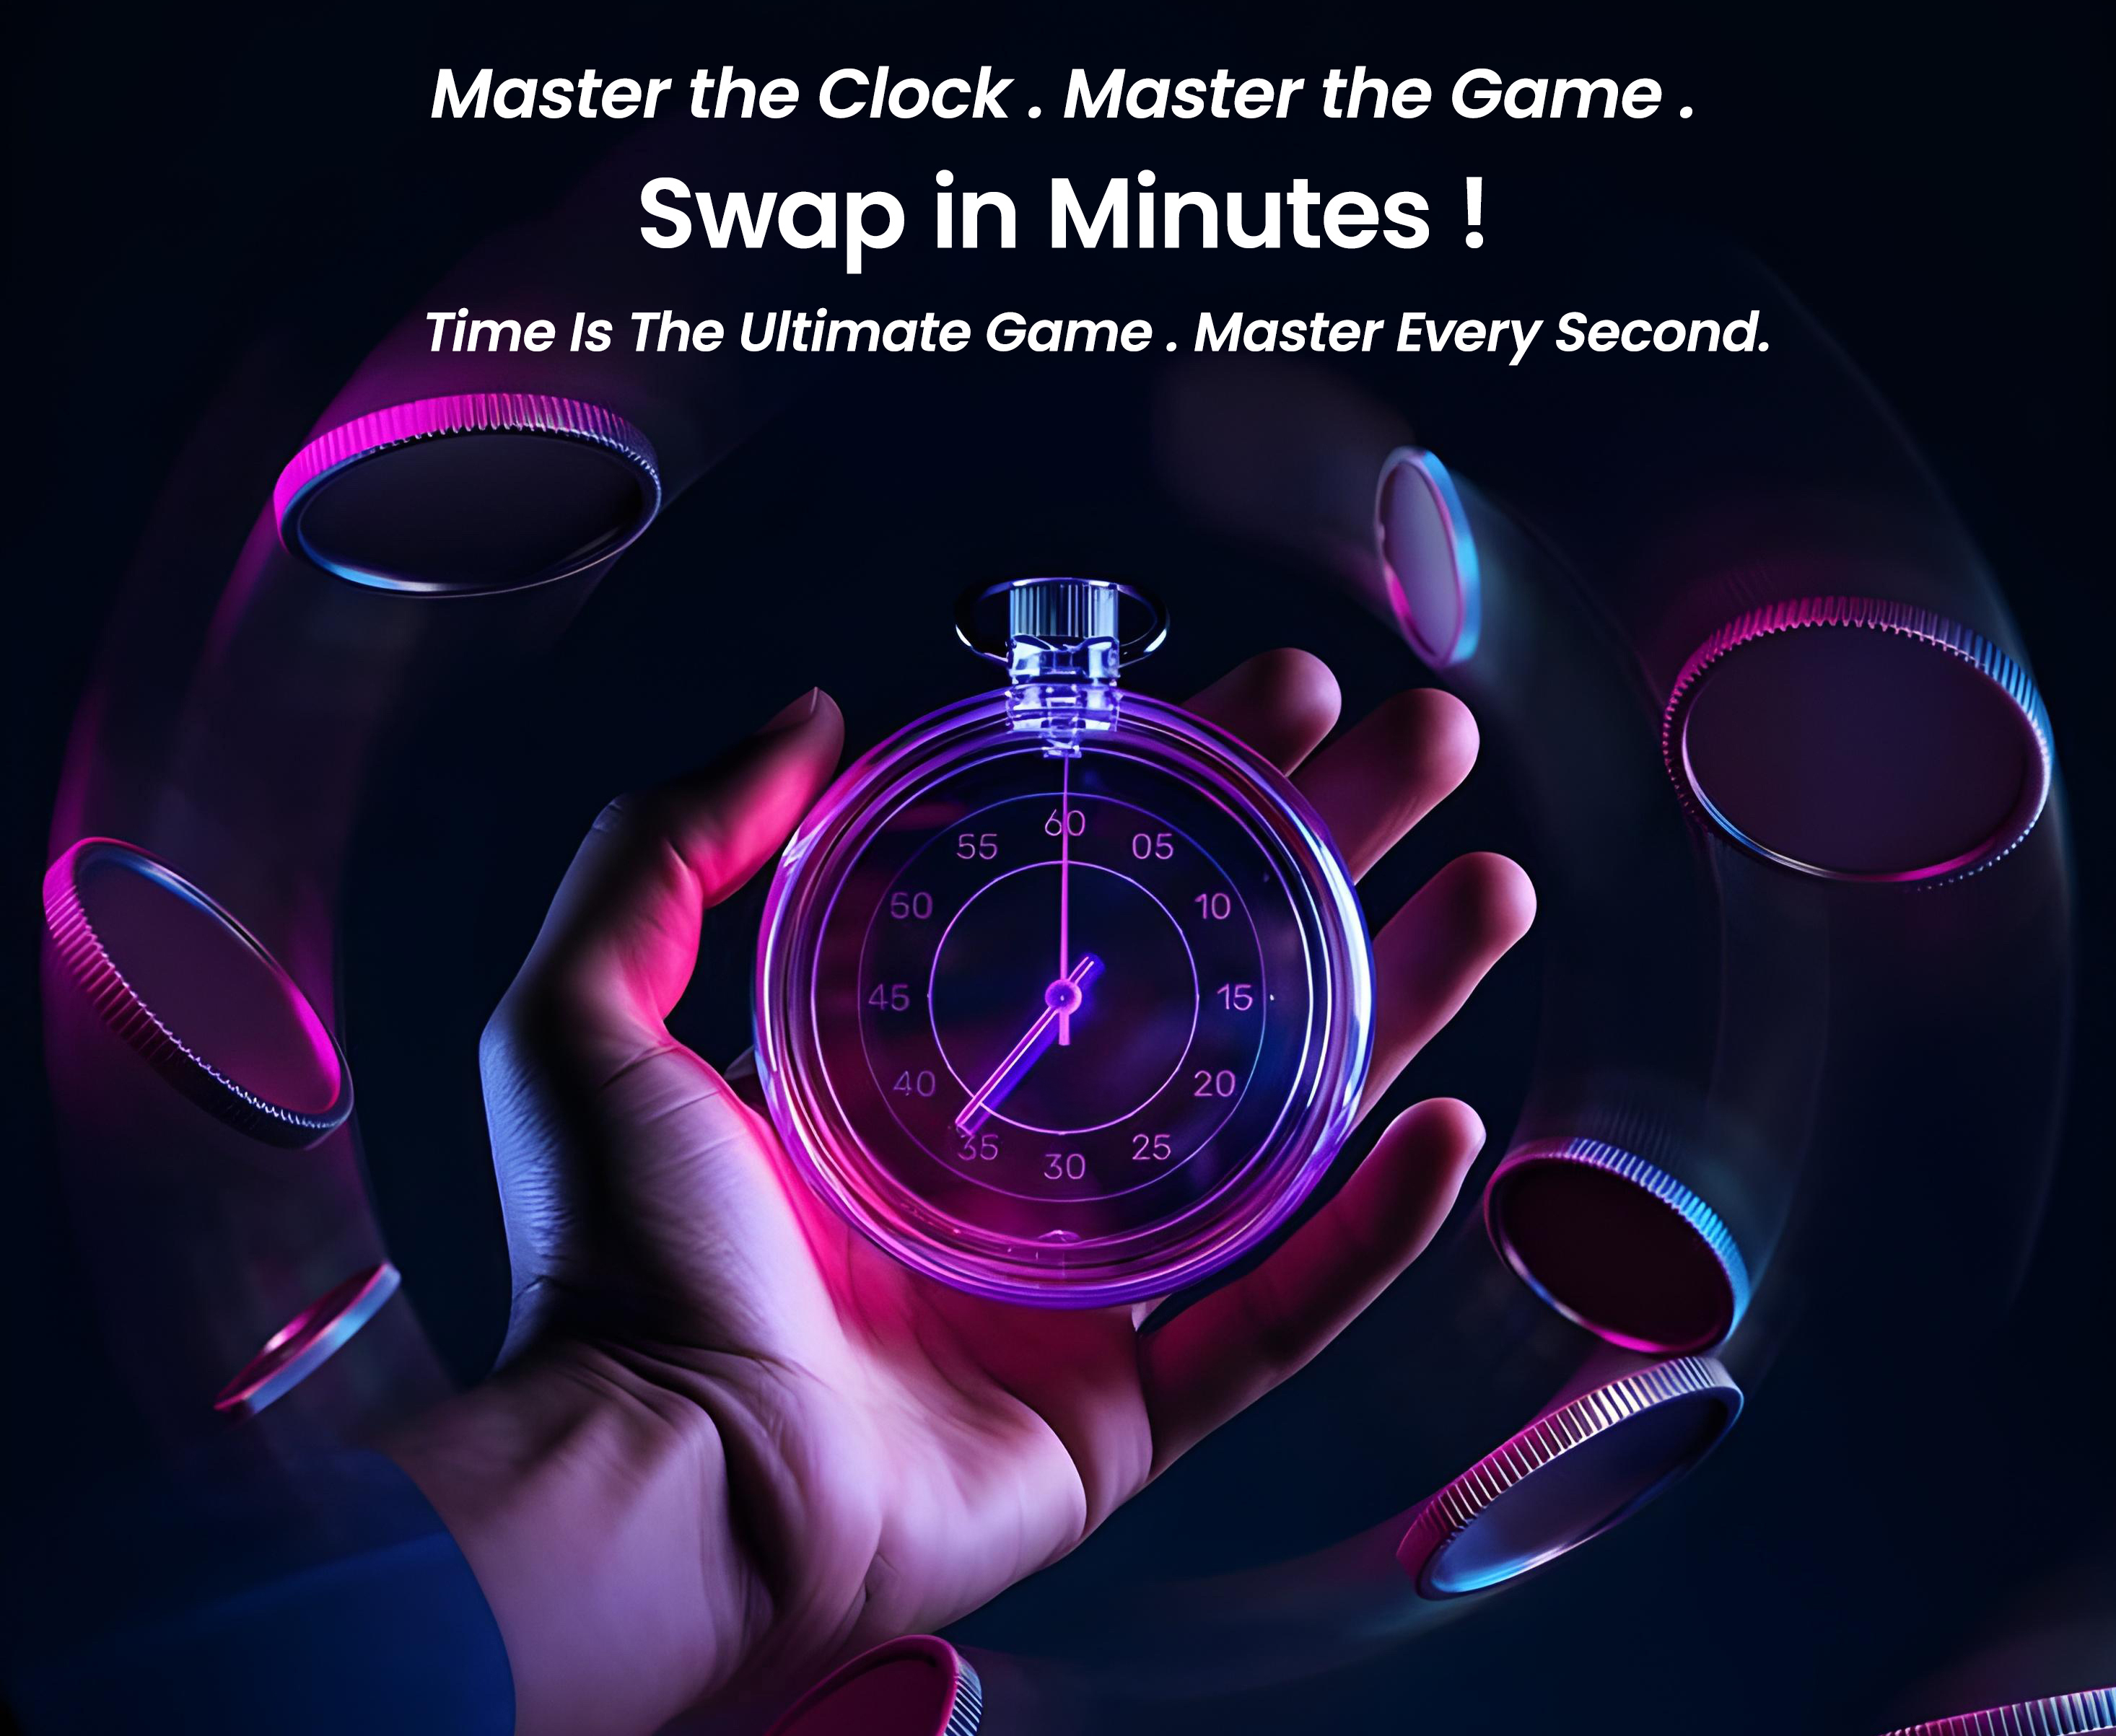 Master the Clock . Master the Game .
Swap in Minutes !
Time Is The Ultimate Game . Master Every Second.
60
55 05
50 10
45 15
40 20
35 25
30